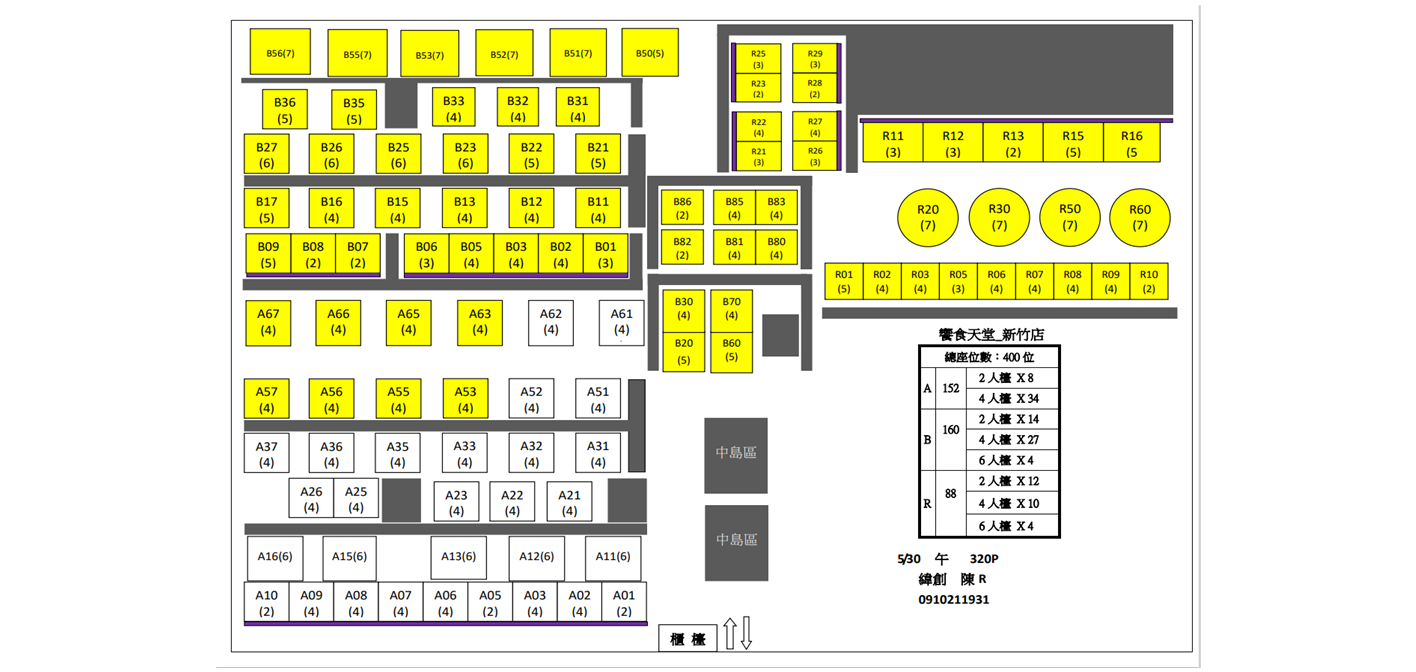 B56(7) B55(7) B53(7) B52(7) B51(7) B50(5)
B36 B35 B33 B32 B31
(5) (5) (4) (4) (4)
B27 B26 B25 B23 B22 B21
(6) (6) (6) (6) (5) (5)
B17 B16 B15 B13 B12 B11
(5) (4) (4) (4) (4) (4)
B09 B08 B07 B06 B05 B03 B02 B01
(5) (2) (2) (3) (4) (4) (4) (3)
A67 A66 A65 A63 A62 A61
(4) (4) (4) (4) (4) (4)
A57 A56 A55 A53 A52 A51
(4) (4) (4) (4) (4) (4)
A37 A36 A35 A33 A32 A31
(4) (4) (4) (4) (4) (4)
A26 A25 A23 A22 A21
(4) (4) (4) (4) (4)
A16(6) A15(6) A13(6) A12(6) A11(6)
A10 A09 A08 A07 A06 A05 A03 A02 A01
(2) (4) (4) (4) (4) (2) (4) (4) (2)
R25 R29
(3) (3)
R23 R28
(2) (2)
R22 R27
(4) (4)
R21 R26
(3) (3)
B86 B85 B83
(2) (4) (4)
B82 B81 B80
(2) (4) (4)
B30 B70
(4) (4)
B20 B60
(5) (5)
中島區
中島區
櫃 檯
R11 R12 R13 R15 R16
(3) (3) (2) (5) (5
R20 R30 R50 R60
(7) (7) (7) (7)
R01 R02 R03 R05 R06 R07 R08 R09 R10
(5) (4) (4) (3) (4) (4) (4) (4) (2)
饗食天堂_新竹店
總座位數：400 位
A 152 2 人檯 X 8
4 人檯 X 34
B 160 2 人檯 X 14
4 人檯 X 27
6 人檯 X 4
R 88 2 人檯 X 12
4 人檯 X 10
6 人檯 X 4
5/30 午 320P
緯創 陳 R
0910211931